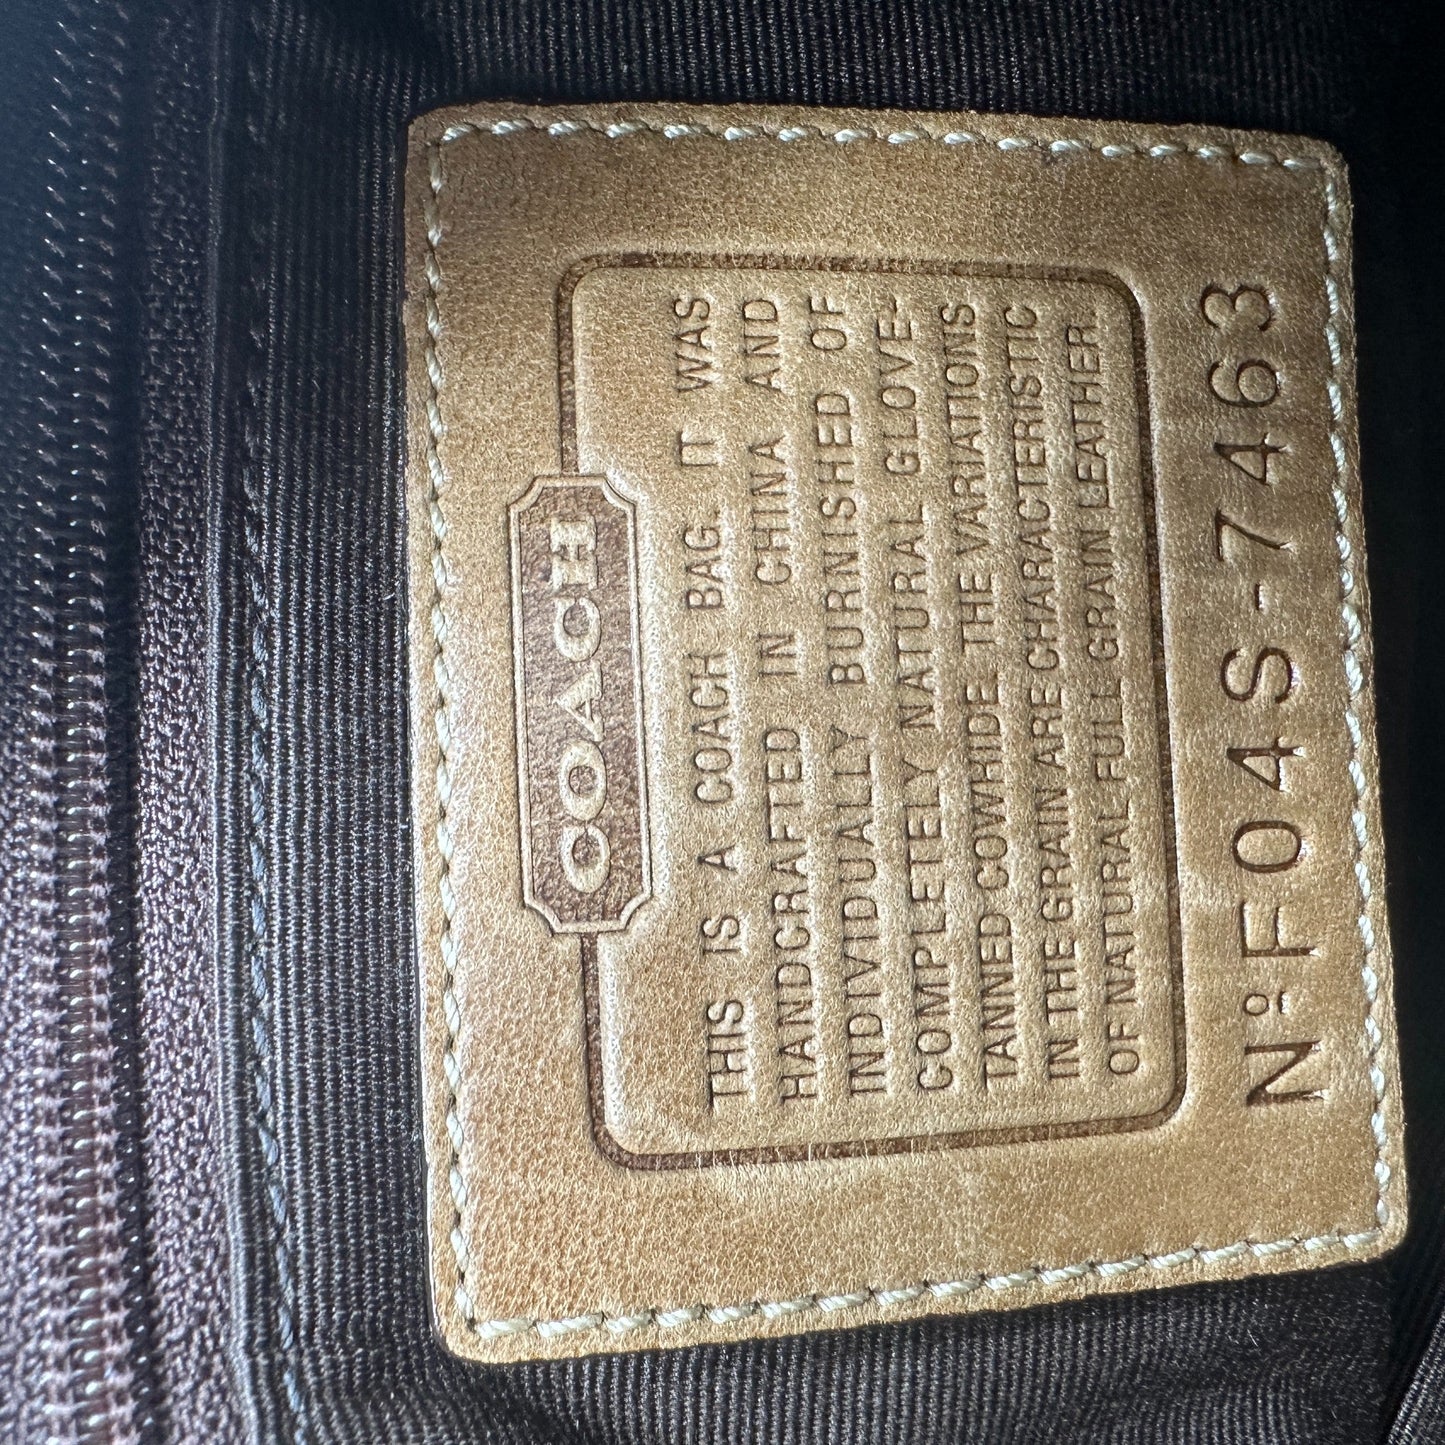 COACH
THIS IS A COACH BAG. IT WAS
HANDCRAFTED IN CHINA AND
INDIVIDUALLY BURNISHED OF
COMPLETELY NATURAL GLOVE-
TANNED COWHIDE. THE VARIATIONS
IN THE GRAIN ARE CHARACTERISTIC
OF NATURAL FULL GRAIN LEATHER.
Nº F04S-7463